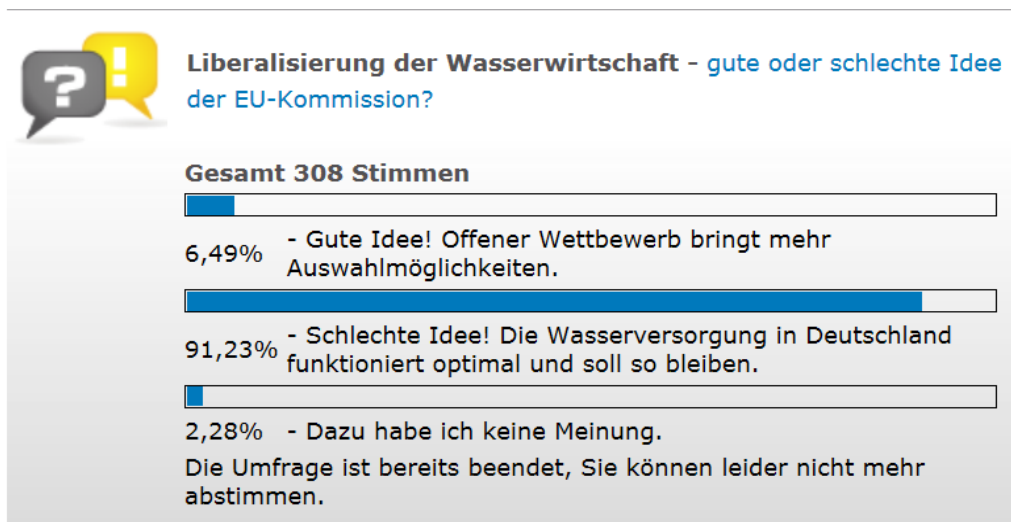 ? !
Liberalisierung der Wasserwirtschaft - gute oder schlechte Idee
der EU-Kommission?
Gesamt 308 Stimmen
6,49% - Gute Idee! Offener Wettbewerb bringt mehr
Auswahlmöglichkeiten.
91,23% - Schlechte Idee! Die Wasserversorgung in Deutschland
funktioniert optimal und soll so bleiben.
2,28% - Dazu habe ich keine Meinung.
Die Umfrage ist bereits beendet, Sie können leider nicht mehr
abstimmen.